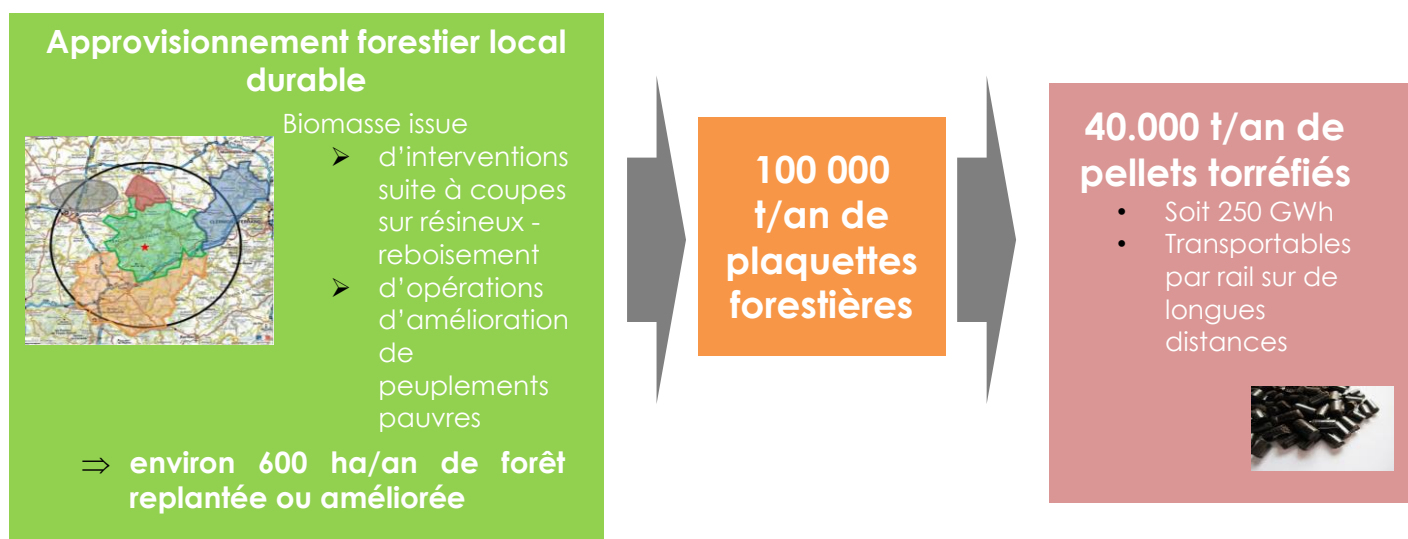 Approvisionnement forestier local
durable
Biomasse issue
➢ d’interventions
suite à coupes
sur résineux -
reboisement
➢ d’opérations
d’amélioration
de
peuplements
pauvres
⇒ environ 600 ha/an de forêt
replantée ou améliorée
100 000
t/an de
plaquettes
forestières
40.000 t/an de
pellets torréfiés
• Soit 250 GWh
• Transportables
par rail sur de
longues
distances